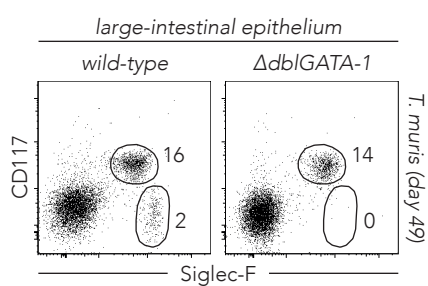 large-intestinal epithelium
wild-type
ΔdblGATA-1
CD117
16
2
14
0
T. muris (day 49)
Siglec-F